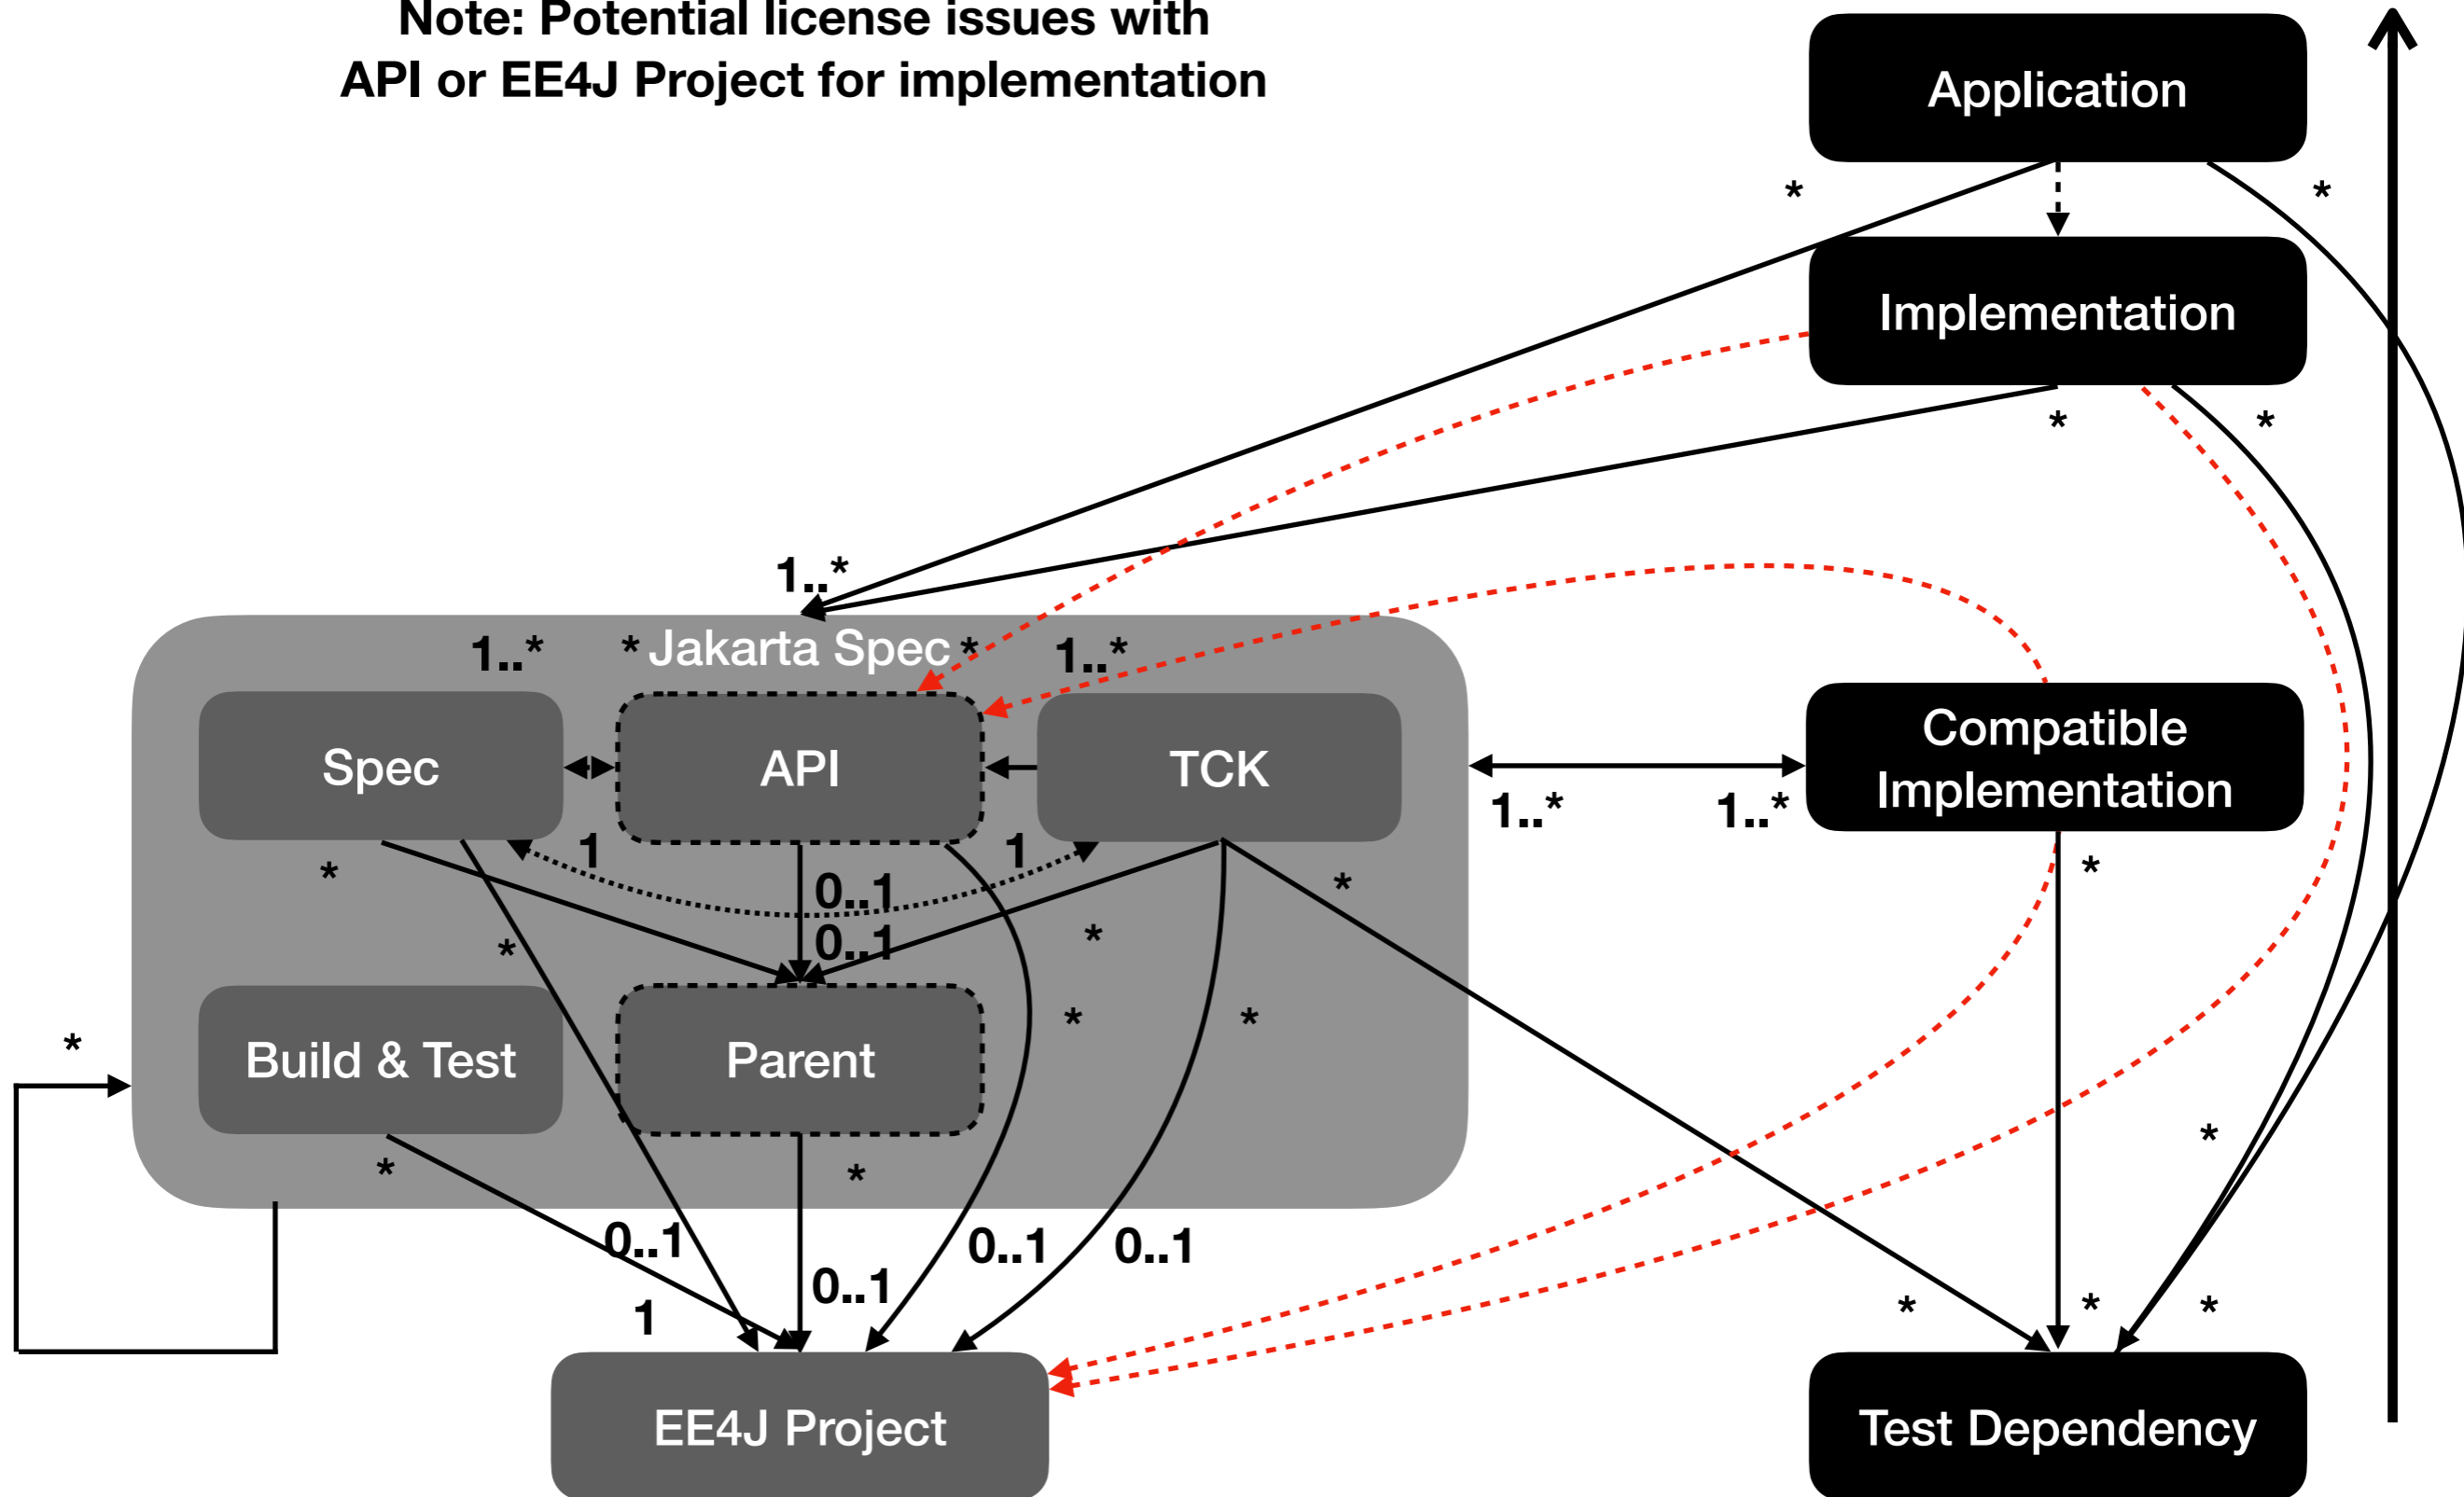 Note: Potential license issues with
API or EE4J Project for implementation
Application
*
*
Implementation
*
*
1..*
1..*
*
Jakarta Spec
*
1..*
Spec
API
TCK
Compatible
Implementation
1..*
1..*
1
1
*
0..1
*
*
*
0..1
*
*
*
*
Build & Test
Parent
*
*
*
0..1
0..1
0..1
0..1
1
*
*
*
EE4J Project
Test Dependency